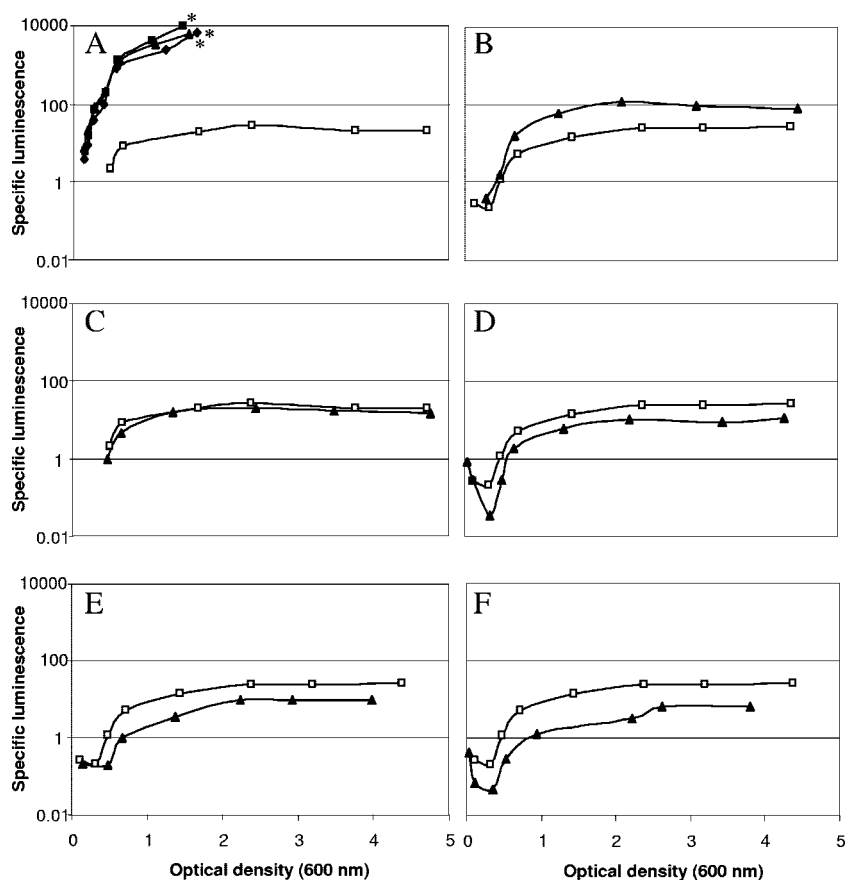 A
B
10000
100
1
0.01
Specific luminescence
*
*
*
C
D
10000
100
1
0.01
Specific luminescence
E
F
10000
100
1
0.01
Specific luminescence
0 1 2 3 4 5
0 1 2 3 4 5
Optical density (600 nm)
Optical density (600 nm)